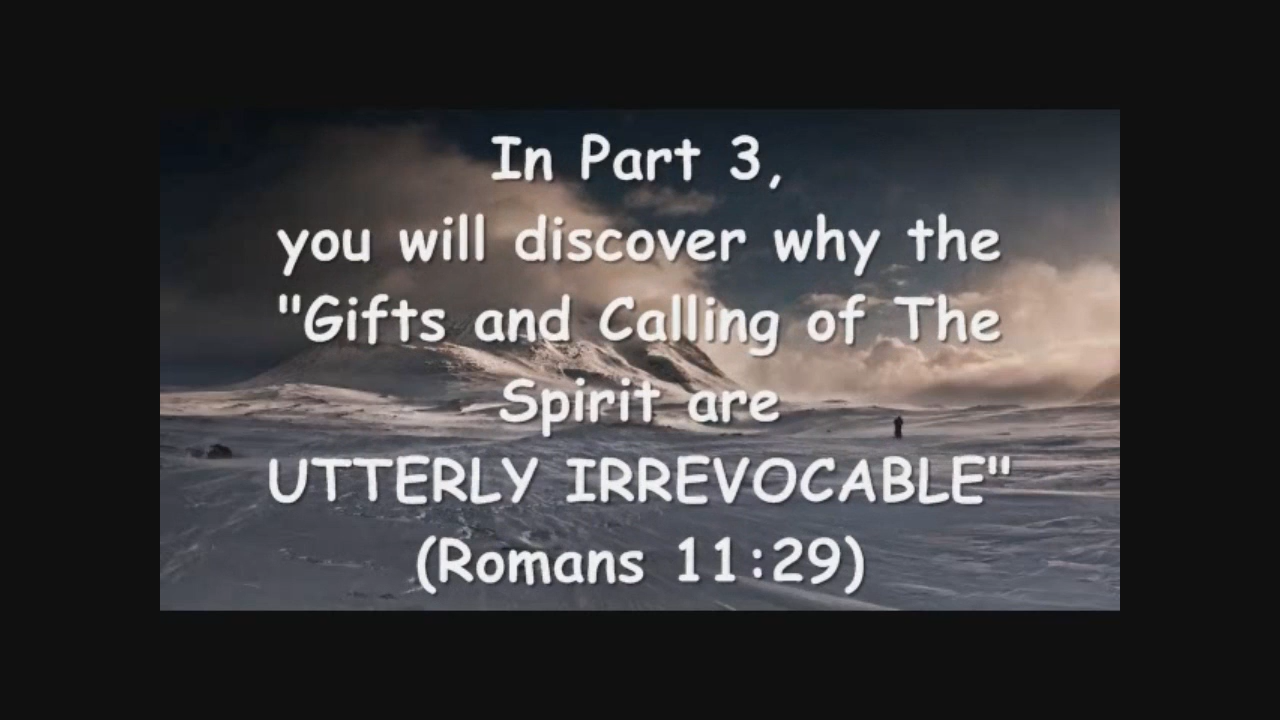 In Part 3,
you will discover why the
"Gifts and Calling of The
Spirit are
UTTERLY IRREVOCABLE"
(Romans 11:29)